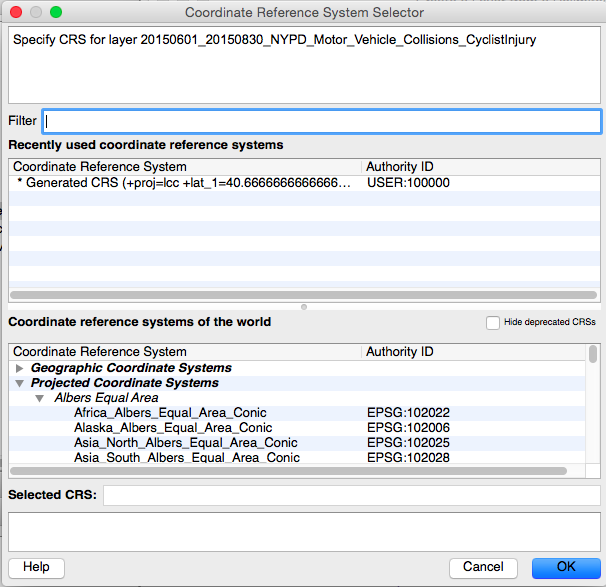 Coordinate Reference System Selector
Specify CRS for layer 20150601_20150830_NYPD_Motor_Vehicle_Collisions_CyclistInjury
Filter
Recently used coordinate reference systems
Coordinate Reference System Authority ID
* Generated CRS (+proj=lcc +lat_1=40.6666666666666... USER:100000
Coordinate reference systems of the world Hide deprecated CRSs
Coordinate Reference System Authority ID
Geographic Coordinate Systems
Projected Coordinate Systems
Albers Equal Area
Africa_Albers_Equal_Area_Conic EPSG:102022
Alaska_Albers_Equal_Area_Conic EPSG:102006
Asia_North_Albers_Equal_Area_Conic EPSG:102025
Asia_South_Albers_Equal_Area_Conic EPSG:102028
Selected CRS:
Help Cancel OK